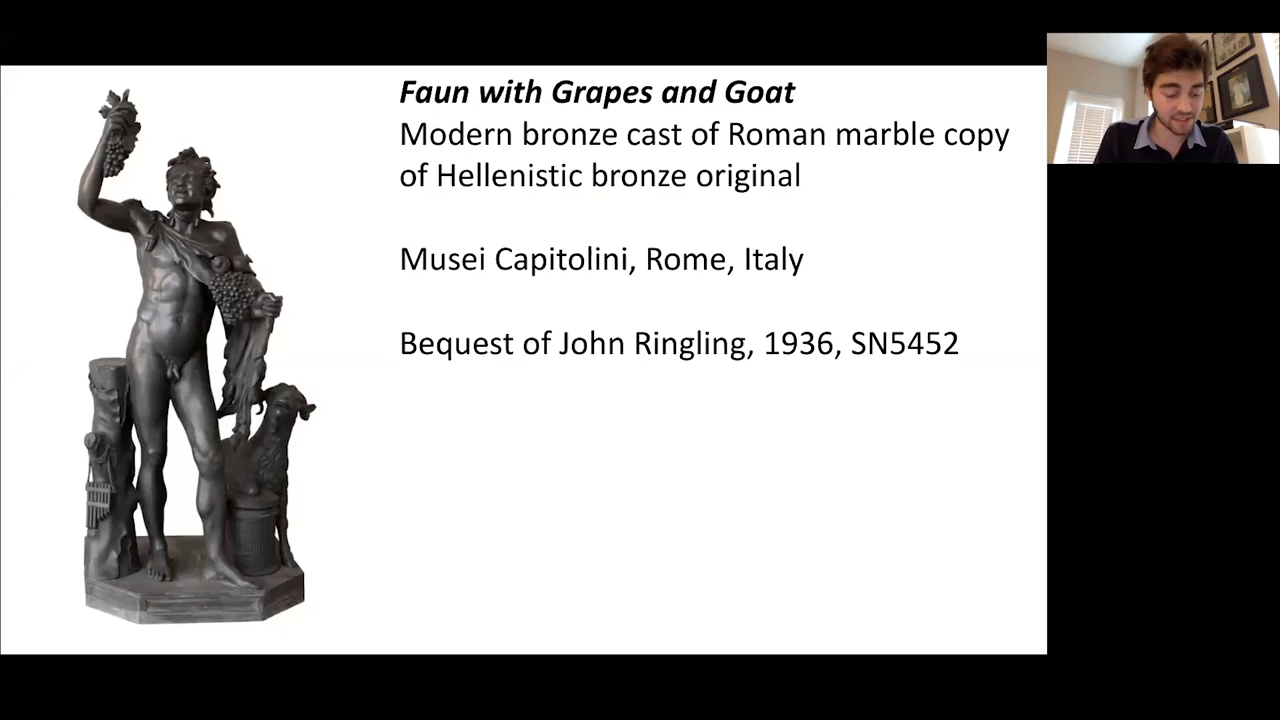 Faun with Grapes and Goat
Modern bronze cast of Roman marble copy
of Hellenistic bronze original
Musei Capitolini, Rome, Italy
Bequest of John Ringling, 1936, SN5452